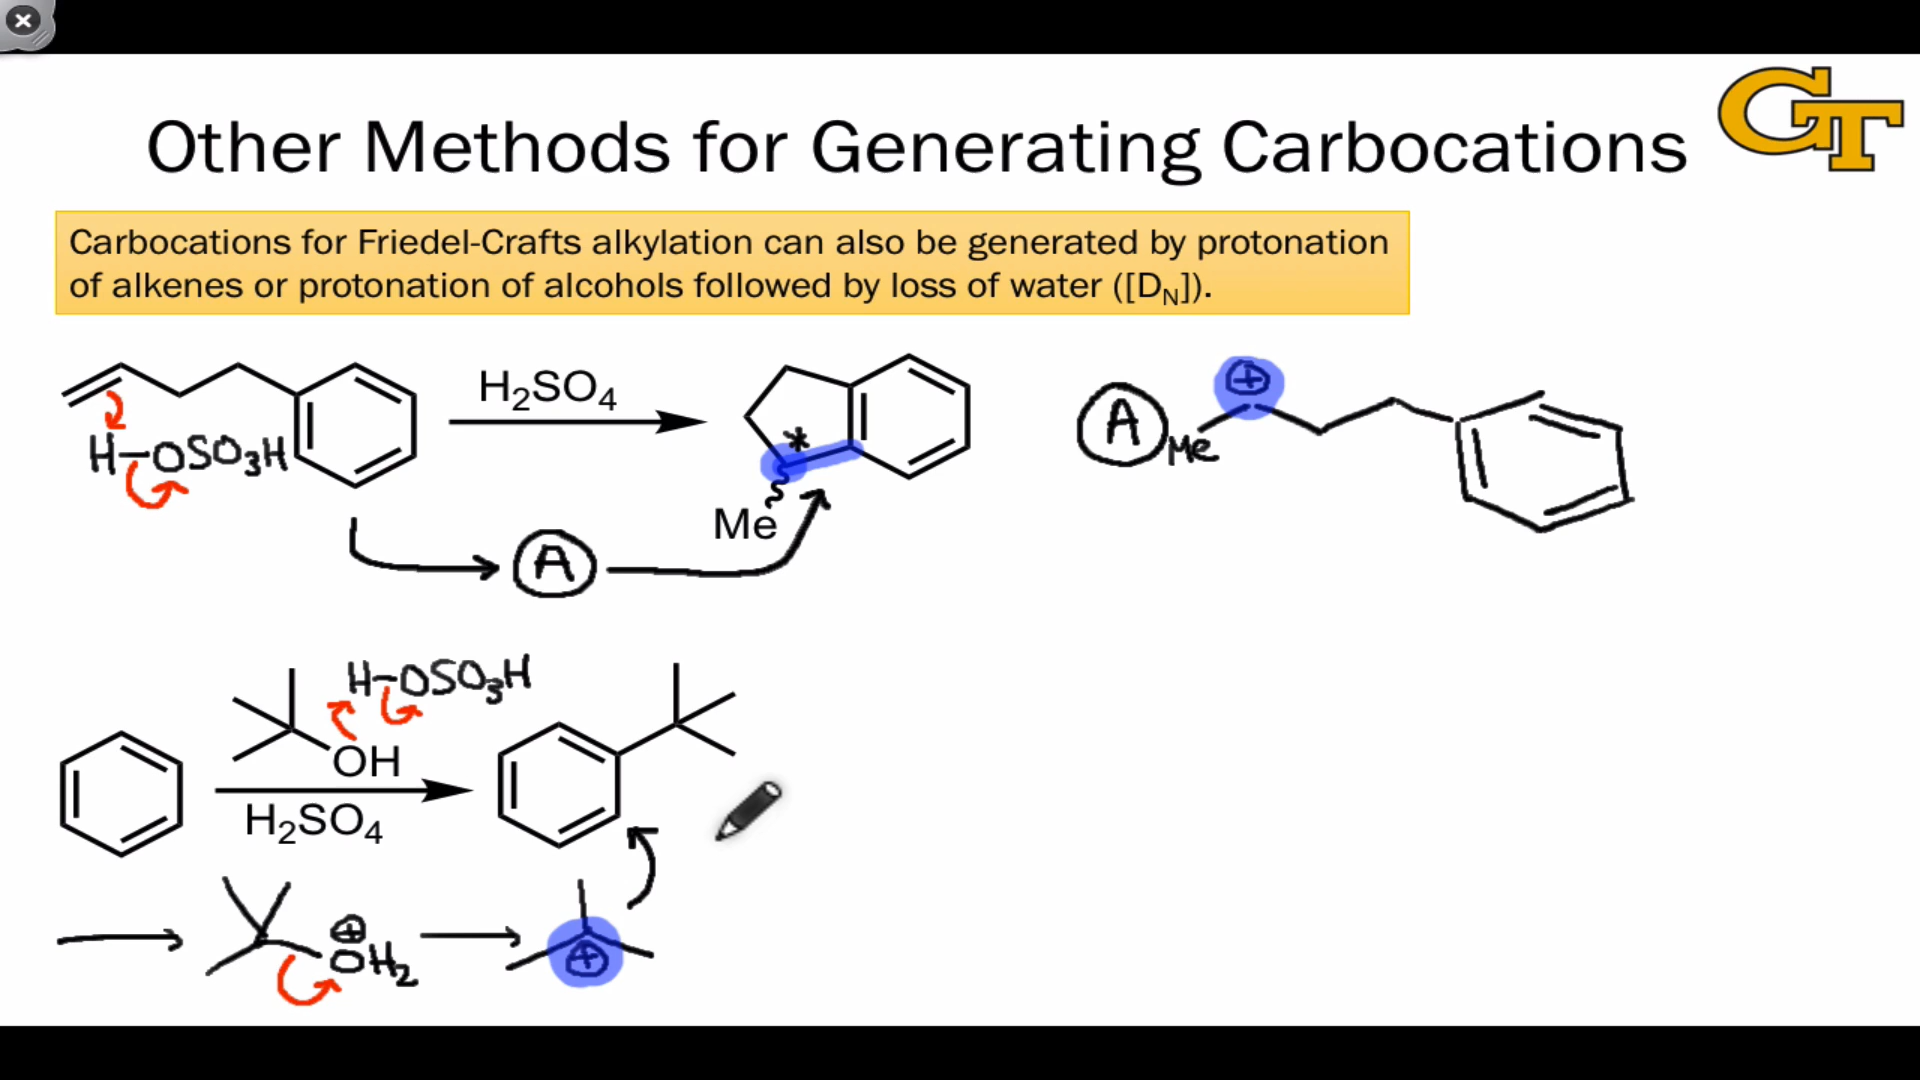 GT
Other Methods for Generating Carbocations
Carbocations for Friedel-Crafts alkylation can also be generated by protonation
of alkenes or protonation of alcohols followed by loss of water ([D_N]).
H₂SO₄
H-OSO₃H
*
Me
A
A
Me
⊕
H-OSO₃H
OH
H₂SO₄
⊕
OH₂
⊕